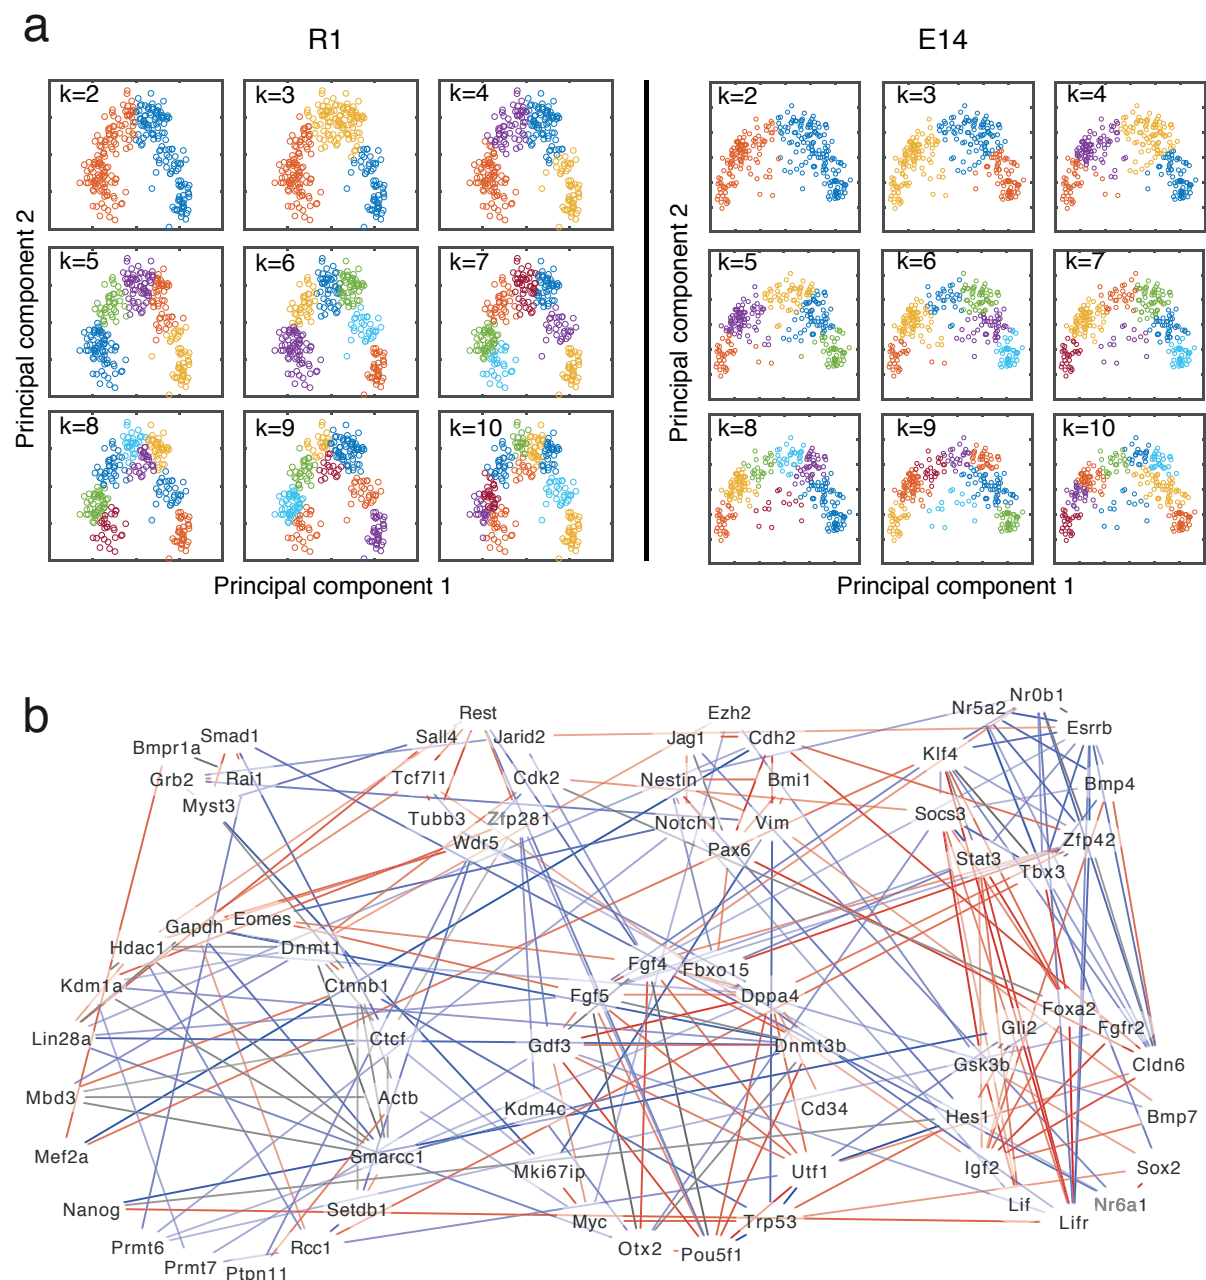 a
R1
E14
k=2
k=3
k=4
k=2
k=3
k=4
k=5
k=6
k=7
k=5
k=6
k=7
k=8
k=9
k=10
k=8
k=9
k=10
Principal component 2
Principal component 2
Principal component 1
Principal component 1
b
Nr0b1
Nr5a2
Rest
Ezh2
Esrrb
Smad1
Sall4
Jarid2
Jag1
Cdh2
Bmpr1a
Klf4
Grb2
Rai1
Tcf7l1
Cdk2
Nestin
Bmi1
Bmp4
Myst3
Tubb3
Zfp281
Notch1
Vim
Socs3
Wdr5
Pax6
Zfp42
Stat3
Tbx3
Gapdh
Eomes
Hdac1
Dnmt1
Fgf4
Fbxo15
Kdm1a
Ctnnb1
Fgf5
Dppa4
Foxa2
Lin28a
Ctcf
Gdf3
Dnmt3b
Gli2
Fgfr2
Gsk3b
Cldn6
Mbd3
Actb
Kdm4c
Cd34
Hes1
Bmp7
Mef2a
Smarcc1
Mki67ip
Utf1
Igf2
Sox2
Nanog
Setdb1
Myc
Trp53
Lif
Lifr
Nr6a1
Prmt6
Rcc1
Otx2
Pou5f1
Prmt7
Ptpn11